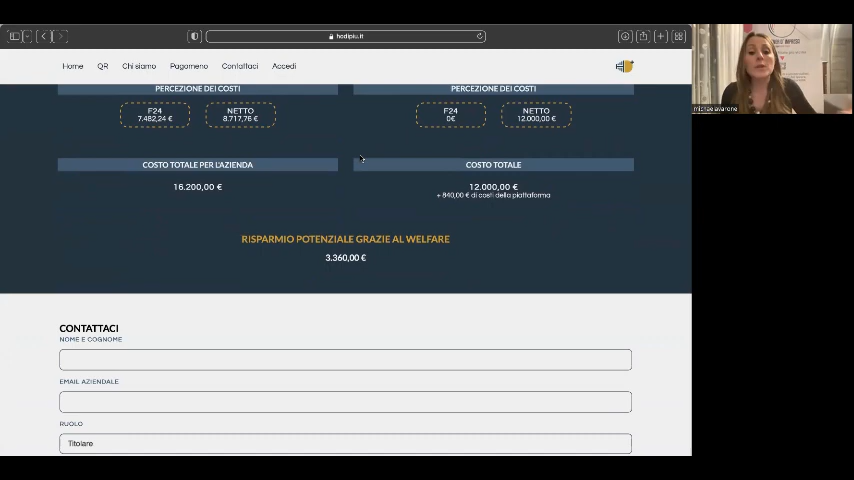 hodipiu.it
Home QR Chi siamo Pagomeno Contattaci Accedi
PERCEZIONE DEI COSTI PERCEZIONE DEI COSTI
F24 NETTO F24 NETTO
7.482,24 € 8.717,76 € 0€ 12.000,00 €
COSTO TOTALE PER L'AZIENDA COSTO TOTALE
16.200,00 € 12.000,00 €
+ 840,00 € di costi della piattaforma
RISPARMIO POTENZIALE GRAZIE AL WELFARE
3.360,00 €
CONTATTACI
NOME E COGNOME
EMAIL AZIENDALE
RUOLO
Titolare